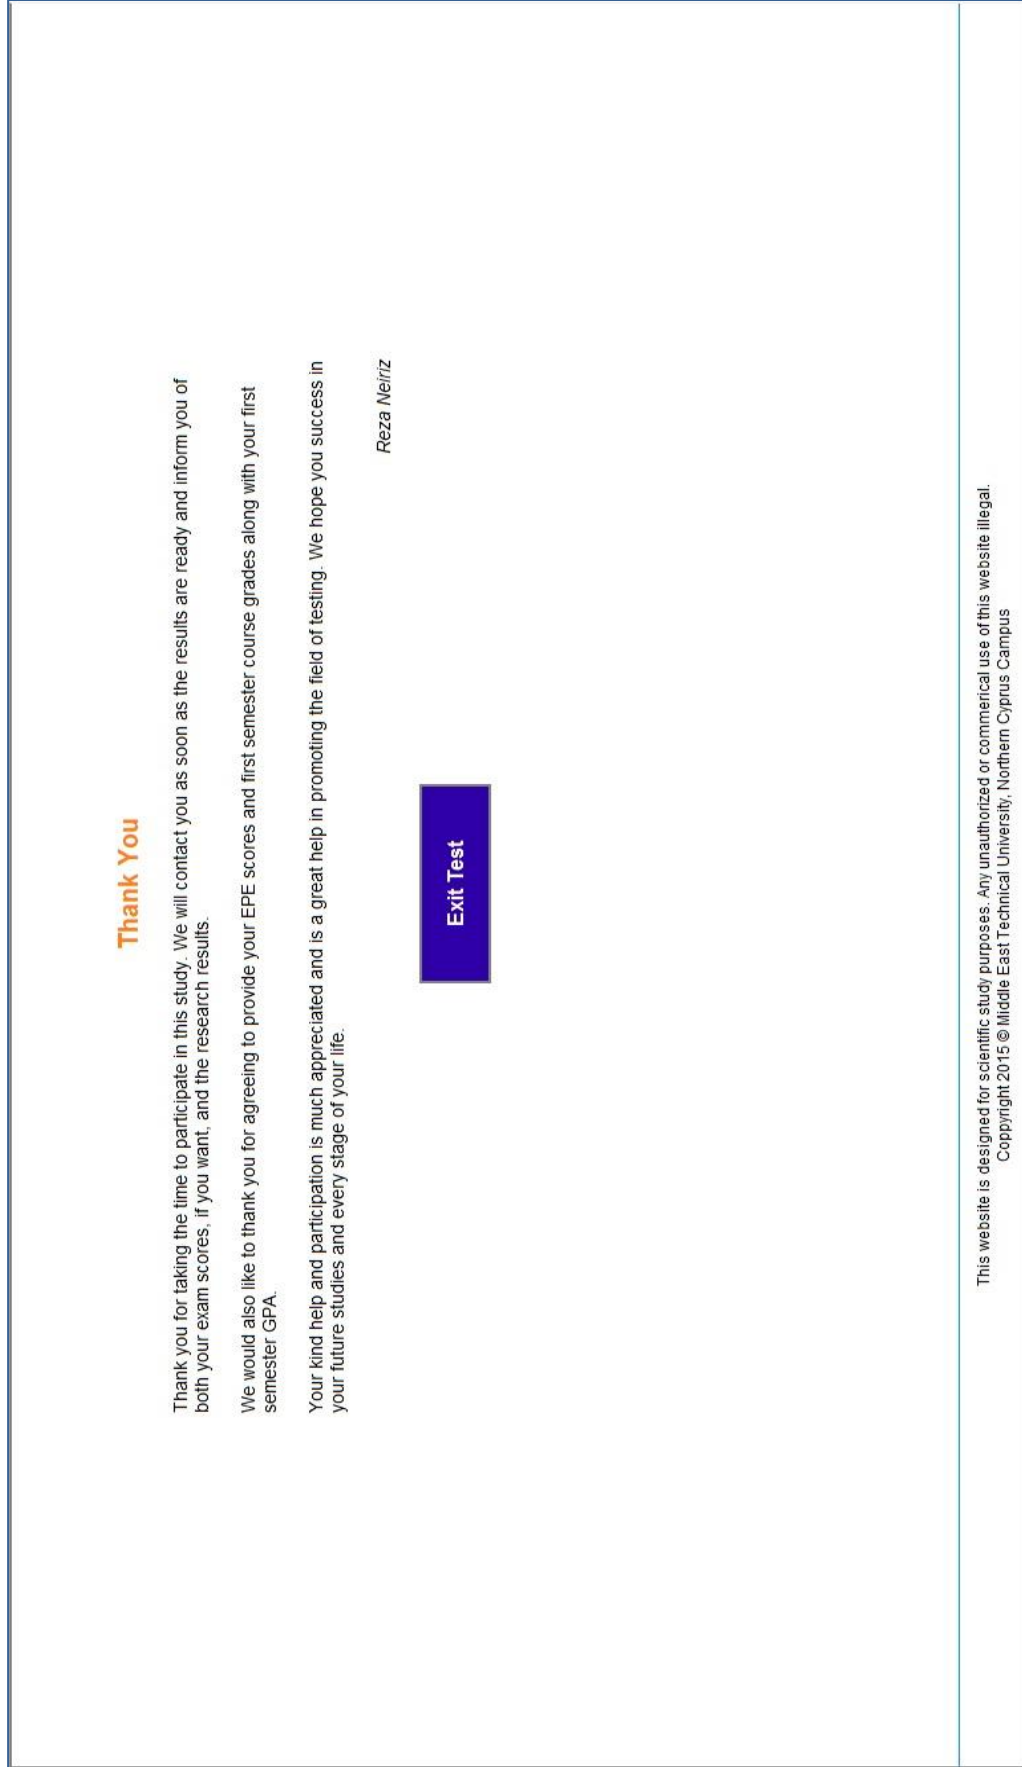 Thank You
Thank you for taking the time to participate in this study. We will contact you as soon as the results are ready and inform you of
both your exam scores, if you want, and the research results.
We would also like to thank you for agreeing to provide your EPE scores and first semester course grades along with your first
semester GPA.
Your kind help and participation is much appreciated and is a great help in promoting the field of testing. We hope you success in
your future studies and every stage of your life.
Reza Neiriz
Exit Test
This website is designed for scientific study purposes. Any unauthorized or commerical use of this website illegal.
Coppyright 2015 © Middle East Technical University, Northern Cyprus Campus